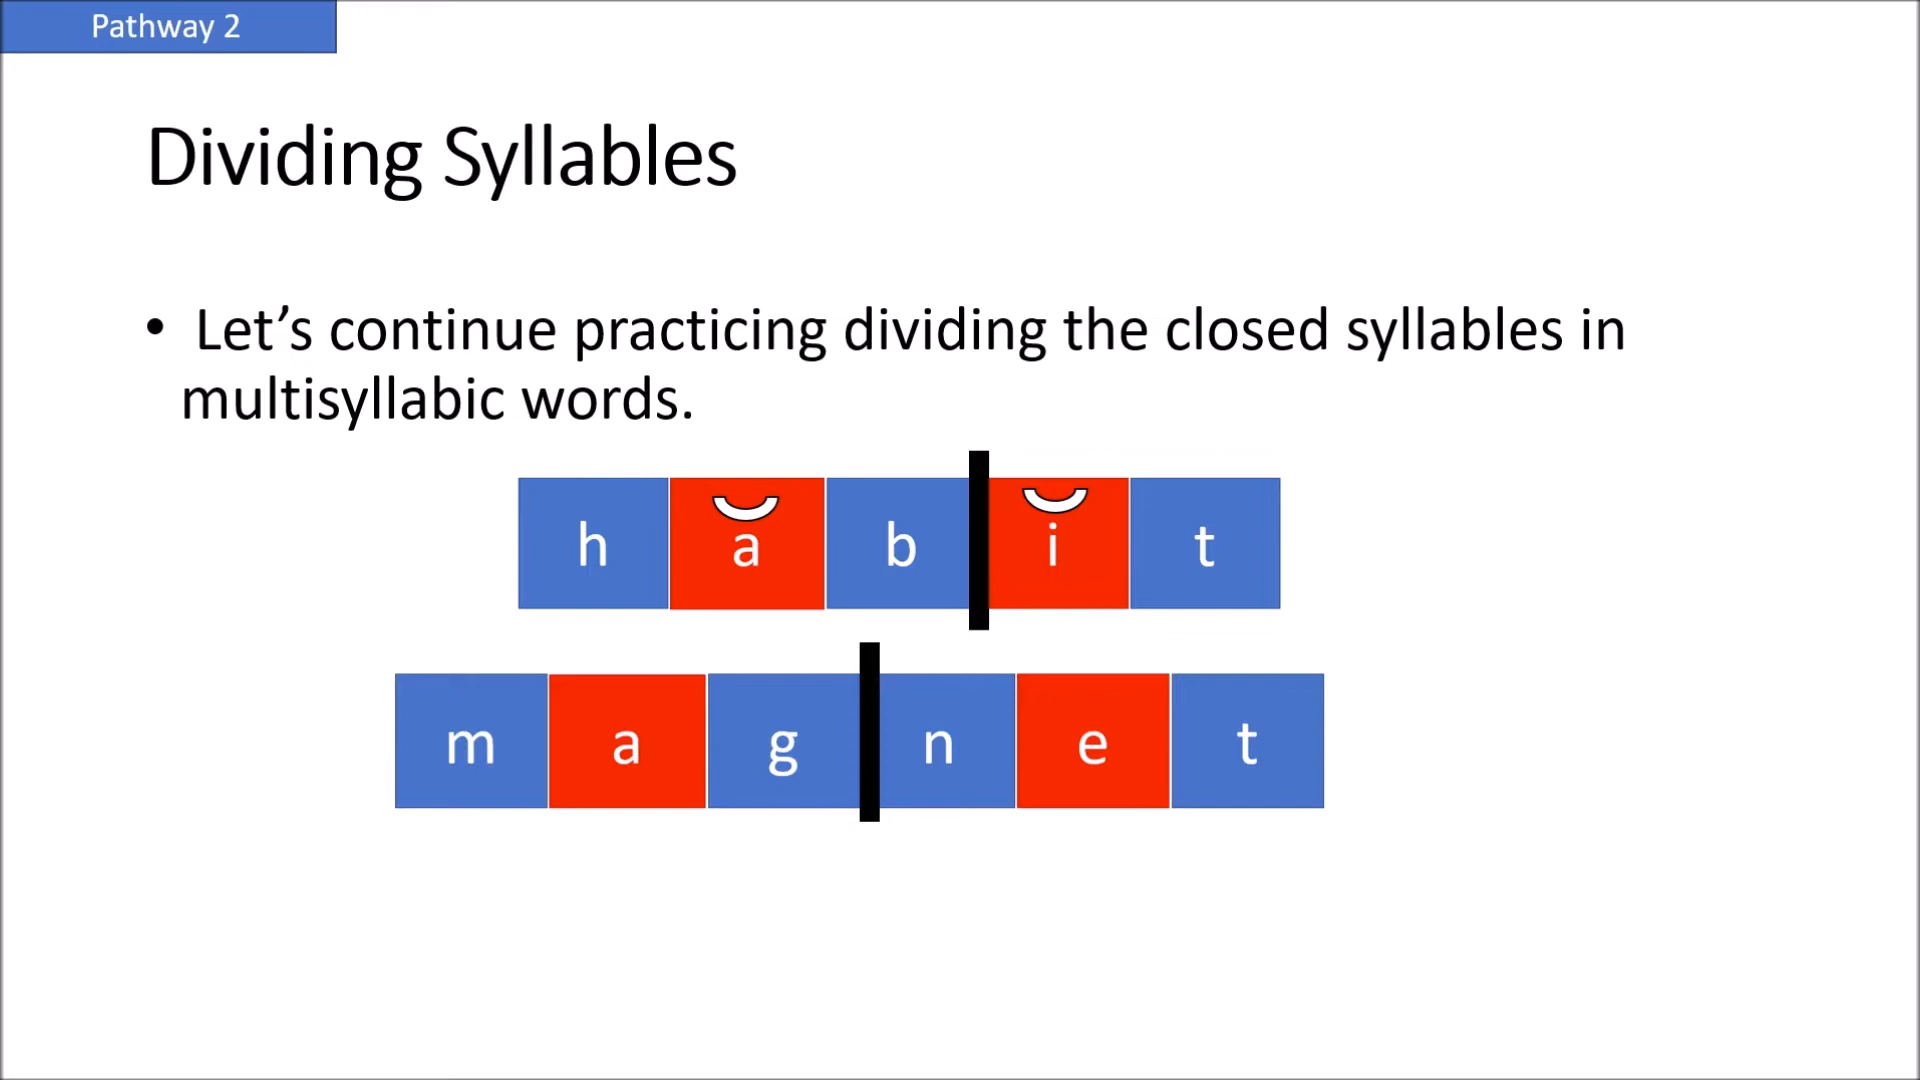 Pathway 2
Dividing Syllables
• Let’s continue practicing dividing the closed syllables in
multisyllabic words.
h a b i t
m a g n e t